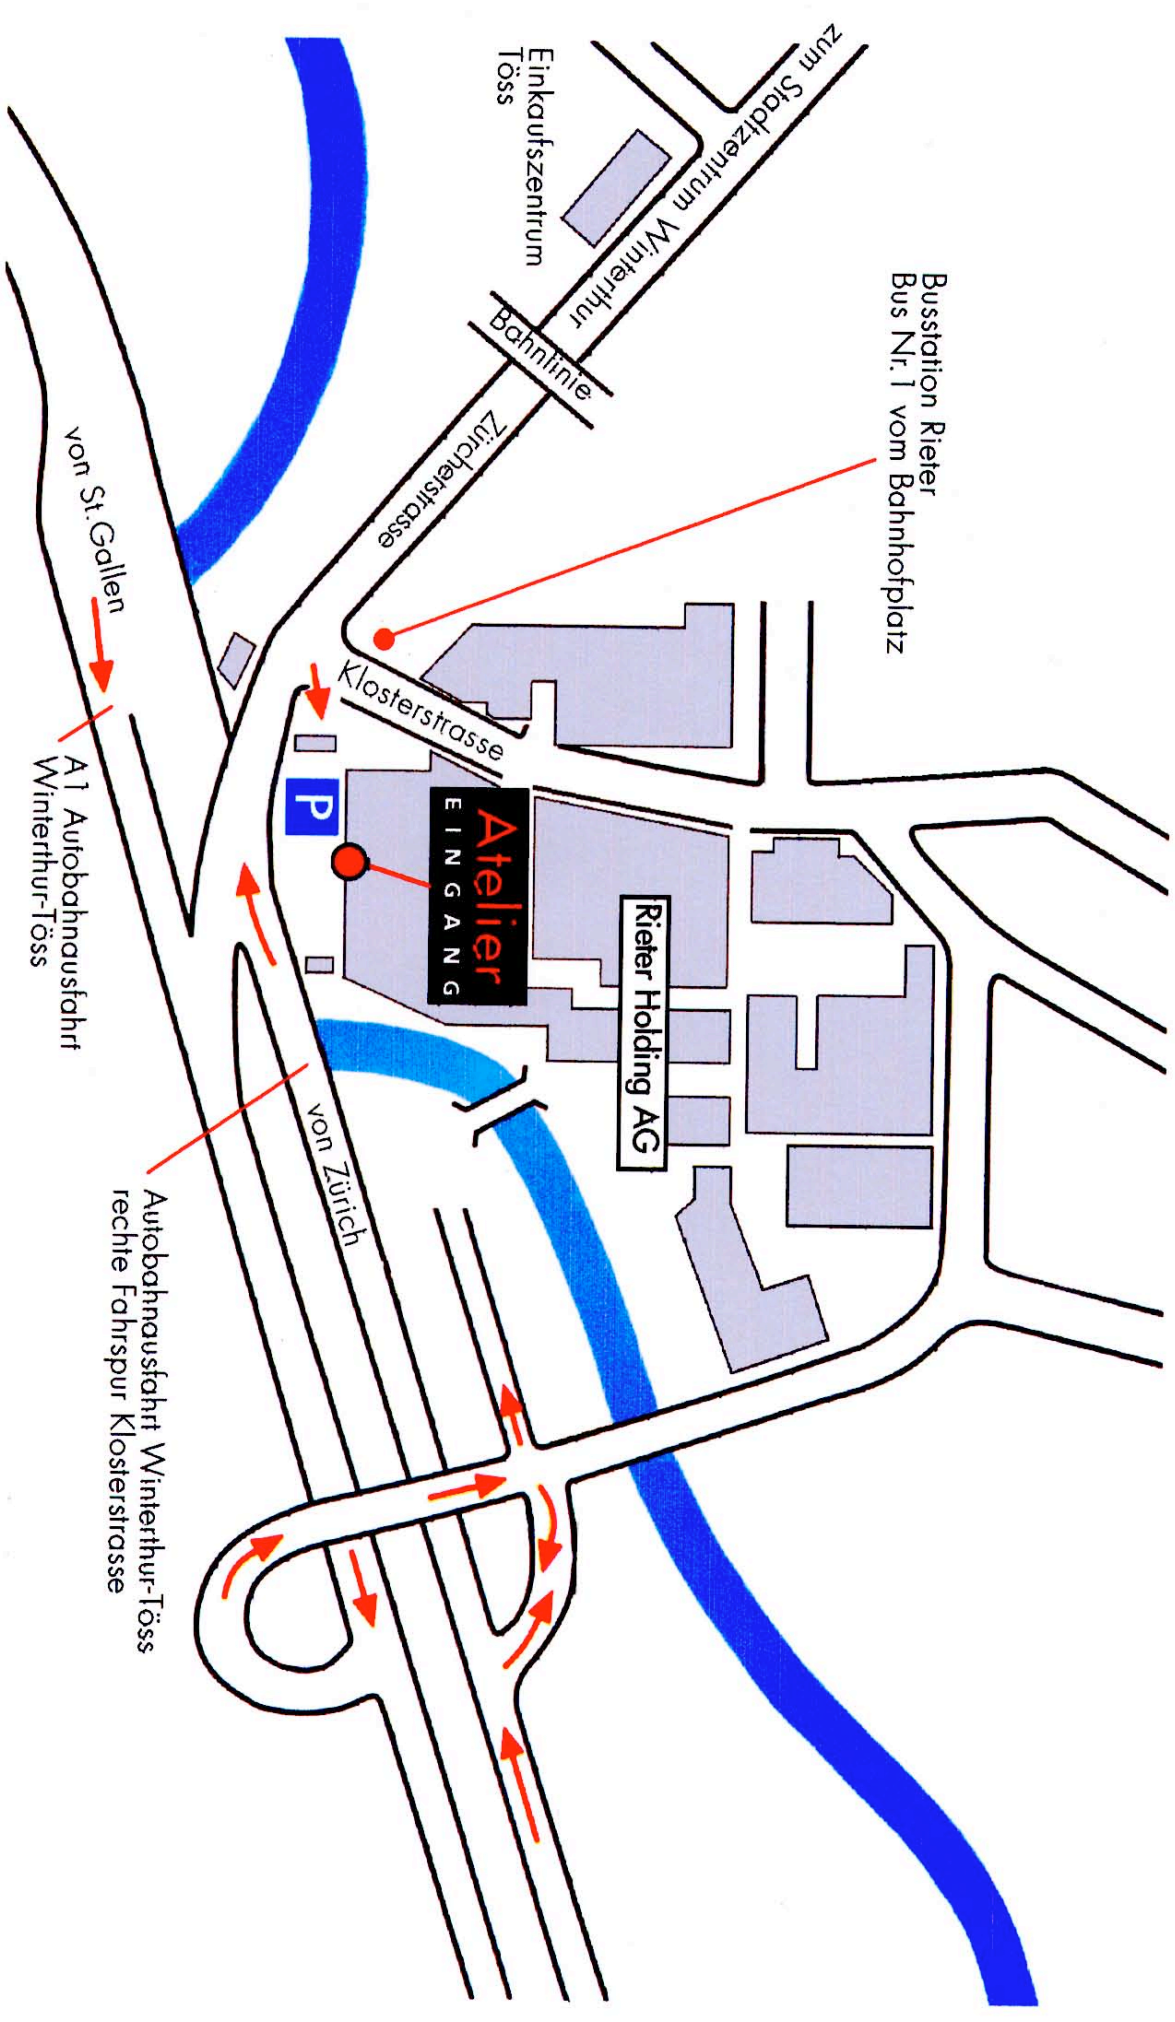 zum Stadtzentrum Winterthur
Einkaufszentrum
Töss
Busstation Rieter
Bus Nr. 1 vom Bahnhofplatz
Bahnlinie
Zürcherstrasse
Klosterstrasse
von St.Gallen
P
Atelier
EINGANG
Rieter Holding AG
A1 Autobahnausfahrt
Winterthur-Töss
von Zürich
Autobahnausfahrt Winterthur-Töss
rechte Fahrspur Klosterstrasse